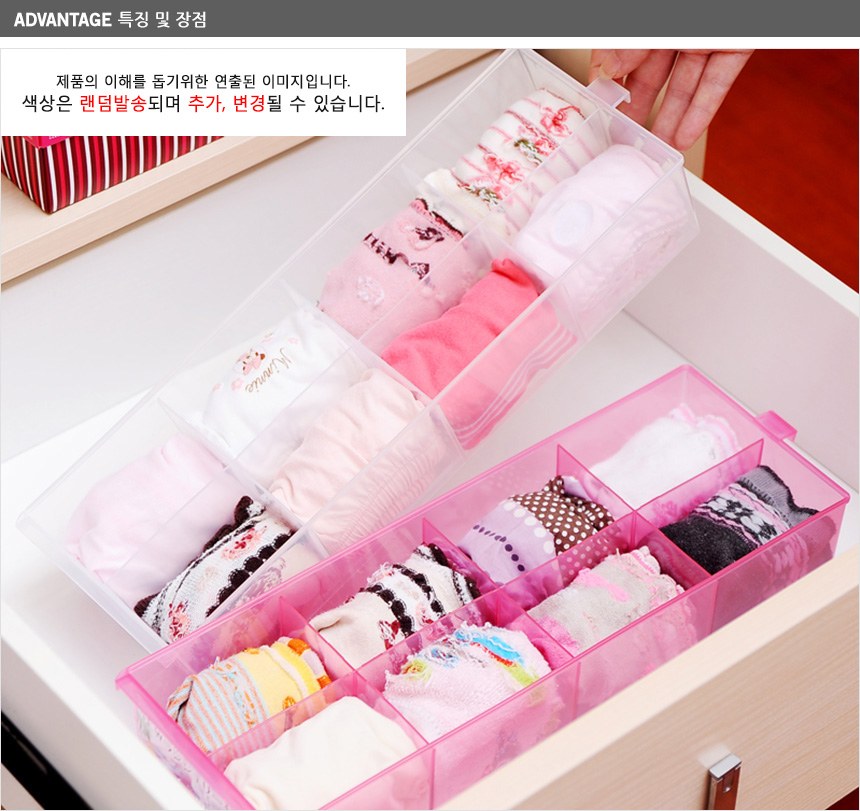 ADVANTAGE 특징 및 장점
제품의 이해를 돕기위한 연출된 이미지입니다.
색상은 랜덤발송되며 추가, 변경될 수 있습니다.
Minnie